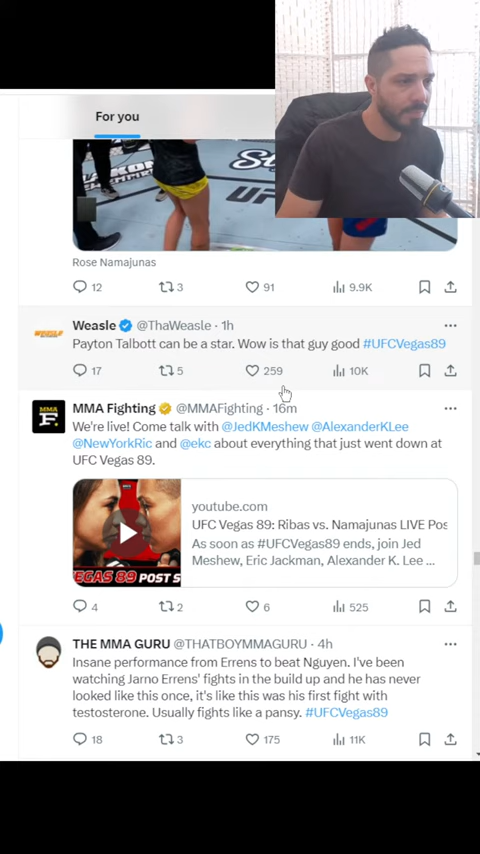 For you
UFC
Rose Namajunas
12 3 91 9.9K
Weasle @ThaWeasle · 1h
Payton Talbott can be a star. Wow is that guy good #UFCVegas89
17 5 259 10K
MMA Fighting @MMAFighting · 16m
We're live! Come talk with @JedKMeshew @AlexanderKLee
@NewYorkRic and @ekc about everything that just went down at
UFC Vegas 89.
youtube.com
UFC Vegas 89: Ribas vs. Namajunas LIVE Pos
As soon as #UFCVegas89 ends, join Jed
Meshew, Eric Jackman, Alexander K. Lee ...
EGAS 89 POST S
4 2 6 525
THE MMA GURU @THATBOYMMAGURU · 4h
Insane performance from Errens to beat Nguyen. I've been
watching Jarno Errens' fights in the build up and he has never
looked like this once, it's like this was his first fight with
testosterone. Usually fights like a pansy. #UFCVegas89
18 3 175 11K